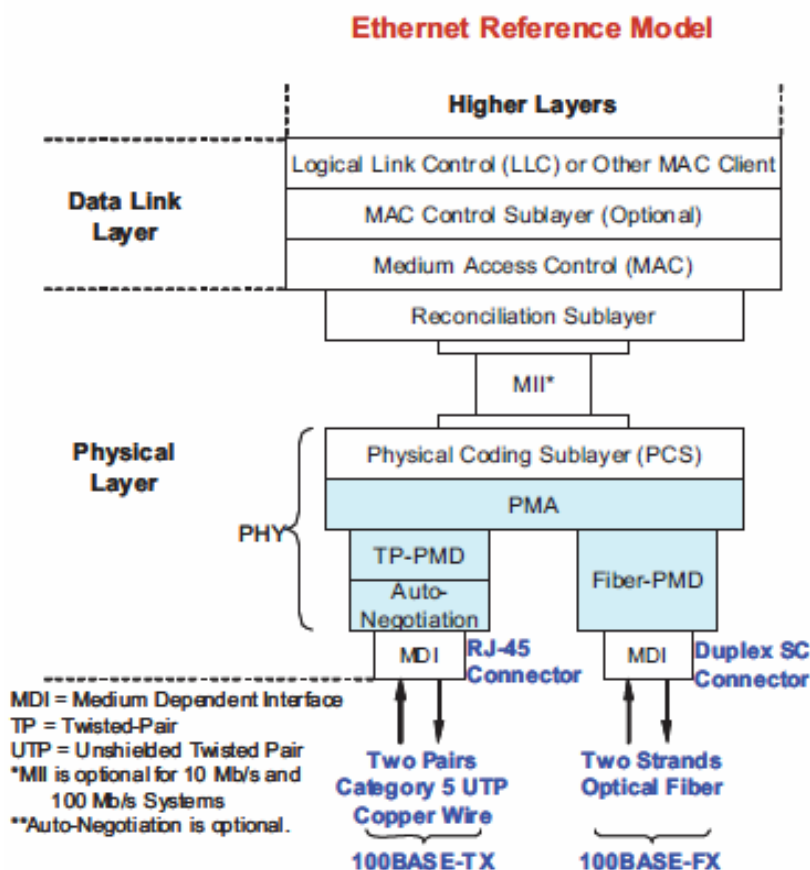 Ethernet Reference Model
Higher Layers
Logical Link Control (LLC) or Other MAC Client
Data Link
Layer
MAC Control Sublayer (Optional)
Medium Access Control (MAC)
Reconciliation Sublayer
MII*
Physical
Layer
Physical Coding Sublayer (PCS)
PMA
PHY
TP-PMD
Auto-
Negotiation
Fiber-PMD
MDI
RJ-45
Connector
MDI
Duplex SC
Connector
MDI = Medium Dependent Interface
TP = Twisted-Pair
UTP = Unshielded Twisted Pair
*MII is optional for 10 Mb/s and
100 Mb/s Systems
**Auto-Negotiation is optional.
Two Pairs
Category 5 UTP
Copper Wire
Two Strands
Optical Fiber
100BASE-TX
100BASE-FX